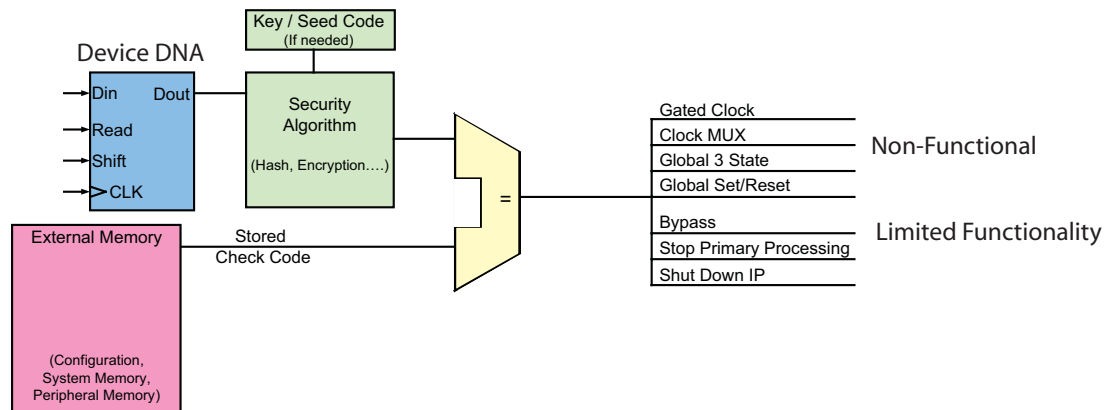 Key / Seed Code
(If needed)
Device DNA
Din
Dout
Read
Shift
CLK
Security
Algorithm
(Hash, Encryption….)
External Memory
(Configuration,
System Memory,
Peripheral Memory)
Stored
Check Code
=
Gated Clock
Clock MUX
Global 3 State
Global Set/Reset
Non-Functional
Bypass
Stop Primary Processing
Shut Down IP
Limited Functionality